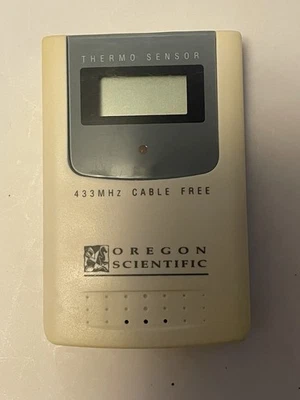 THERMO SENSOR
433MHz CABLE FREE
OREGON
SCIENTIFIC